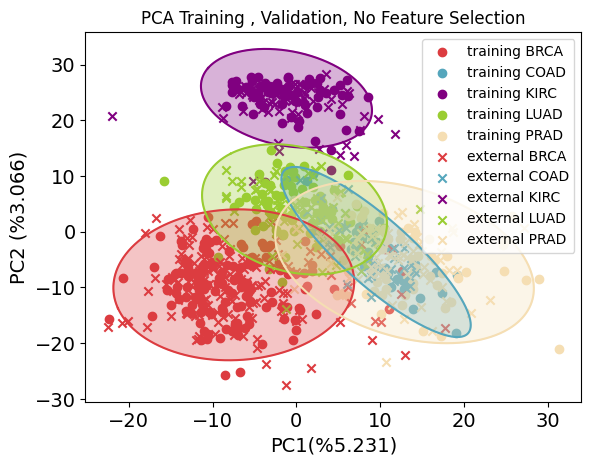 PCA Training , Validation, No Feature Selection
training BRCA
training COAD
training KIRC
training LUAD
training PRAD
external BRCA
external COAD
external KIRC
external LUAD
external PRAD
PC2 (%3.066)
30
20
10
0
−10
−20
−30
−20
−10
0
10
20
30
PC1(%5.231)